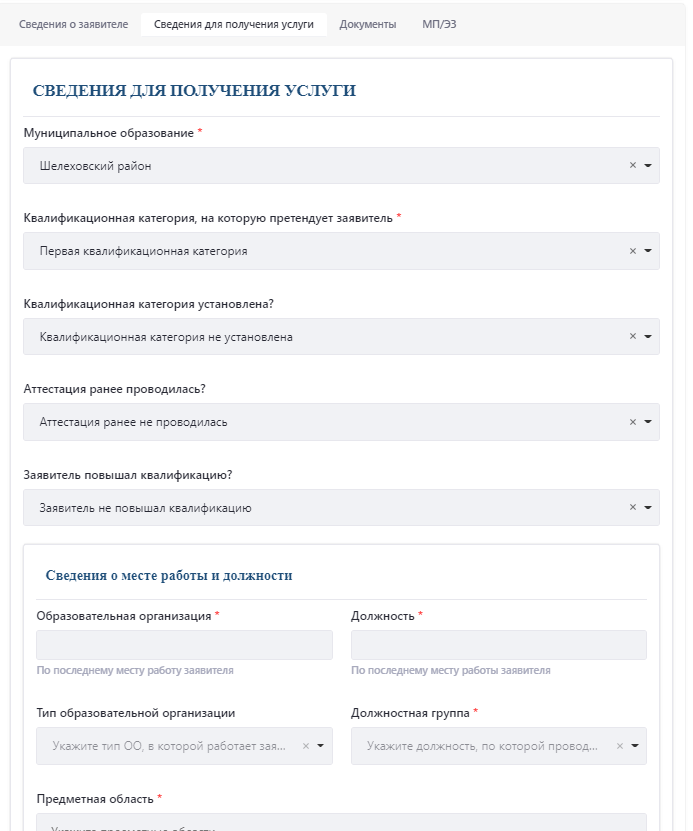 Сведения о заявителе Сведения для получения услуги Документы МП/ЭЗ
СВЕДЕНИЯ ДЛЯ ПОЛУЧЕНИЯ УСЛУГИ
Муниципальное образование *
Шелеховский район
Квалификационная категория, на которую претендует заявитель *
Первая квалификационная категория
Квалификационная категория установлена?
Квалификационная категория не установлена
Аттестация ранее проводилась?
Аттестация ранее не проводилась
Заявитель повышал квалификацию?
Заявитель не повышал квалификацию
Сведения о месте работы и должности
Образовательная организация * Должность *
По последнему месту работу заявителя По последнему месту работы заявителя
Тип образовательной организации Должностная группа *
Укажите тип ОО, в которой работает зая... Укажите должность, по которой провод...
Предметная область *
Укажите предметные области